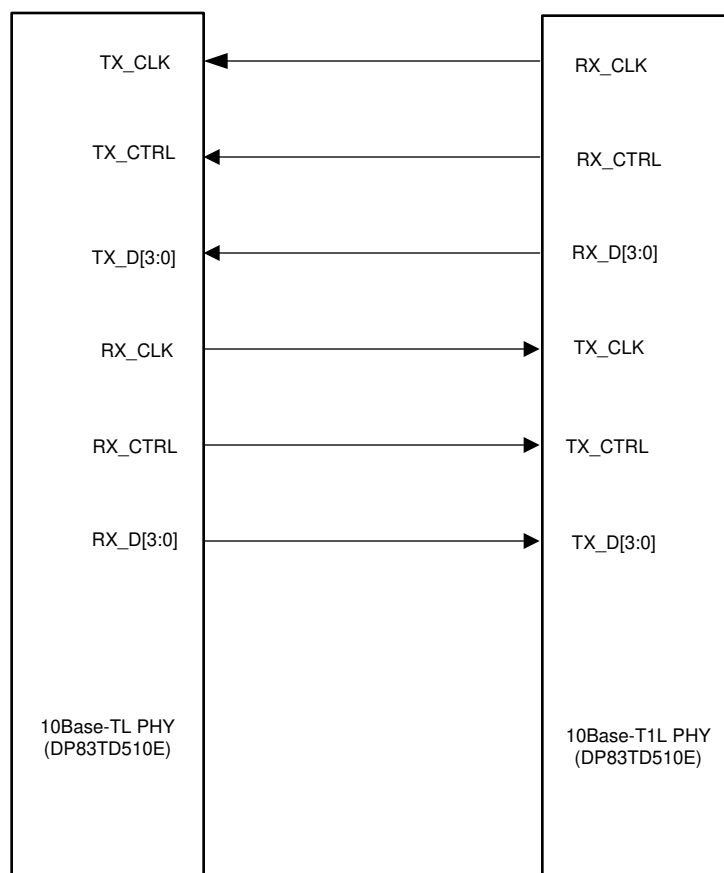 TX_CLK
RX_CLK
TX_CTRL
RX_CTRL
TX_D[3:0]
RX_D[3:0]
RX_CLK
TX_CLK
RX_CTRL
TX_CTRL
RX_D[3:0]
TX_D[3:0]
10Base-TL PHY
(DP83TD510E)
10Base-T1L PHY
(DP83TD510E)